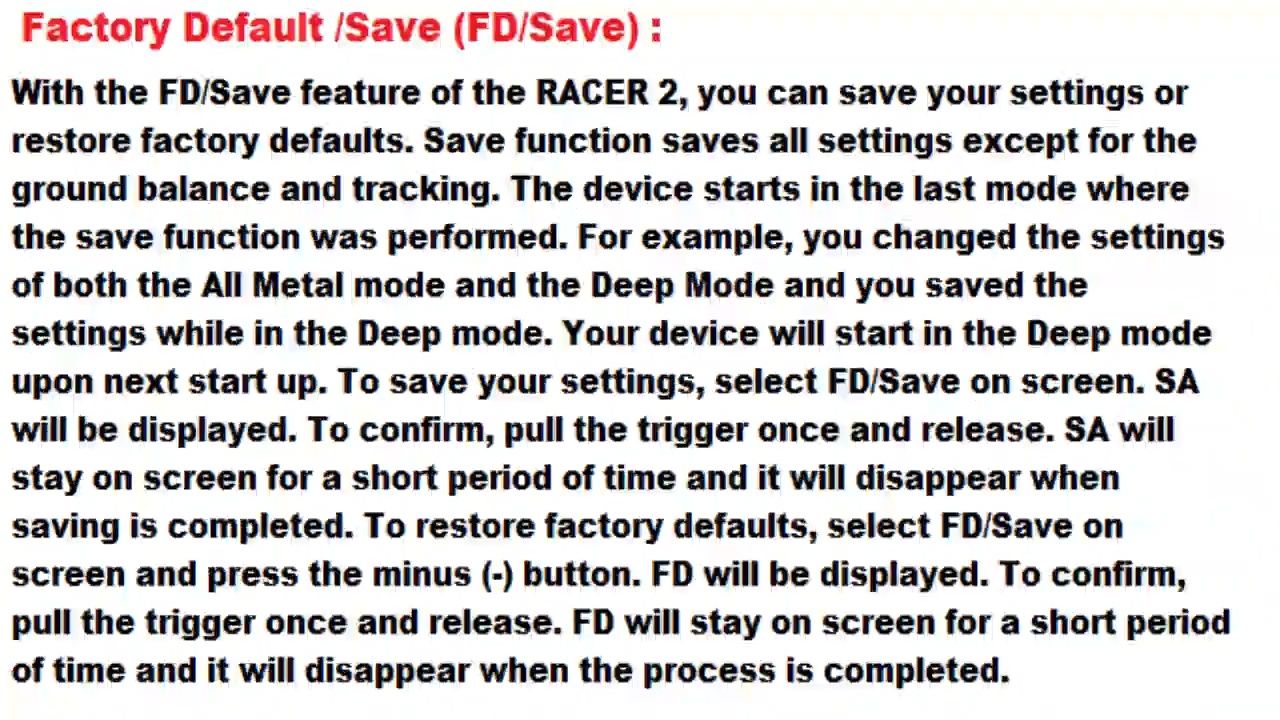 Factory Default /Save (FD/Save) :
With the FD/Save feature of the RACER 2, you can save your settings or
restore factory defaults. Save function saves all settings except for the
ground balance and tracking. The device starts in the last mode where
the save function was performed. For example, you changed the settings
of both the All Metal mode and the Deep Mode and you saved the
settings while in the Deep mode. Your device will start in the Deep mode
upon next start up. To save your settings, select FD/Save on screen. SA
will be displayed. To confirm, pull the trigger once and release. SA will
stay on screen for a short period of time and it will disappear when
saving is completed. To restore factory defaults, select FD/Save on
screen and press the minus (-) button. FD will be displayed. To confirm,
pull the trigger once and release. FD will stay on screen for a short period
of time and it will disappear when the process is completed.